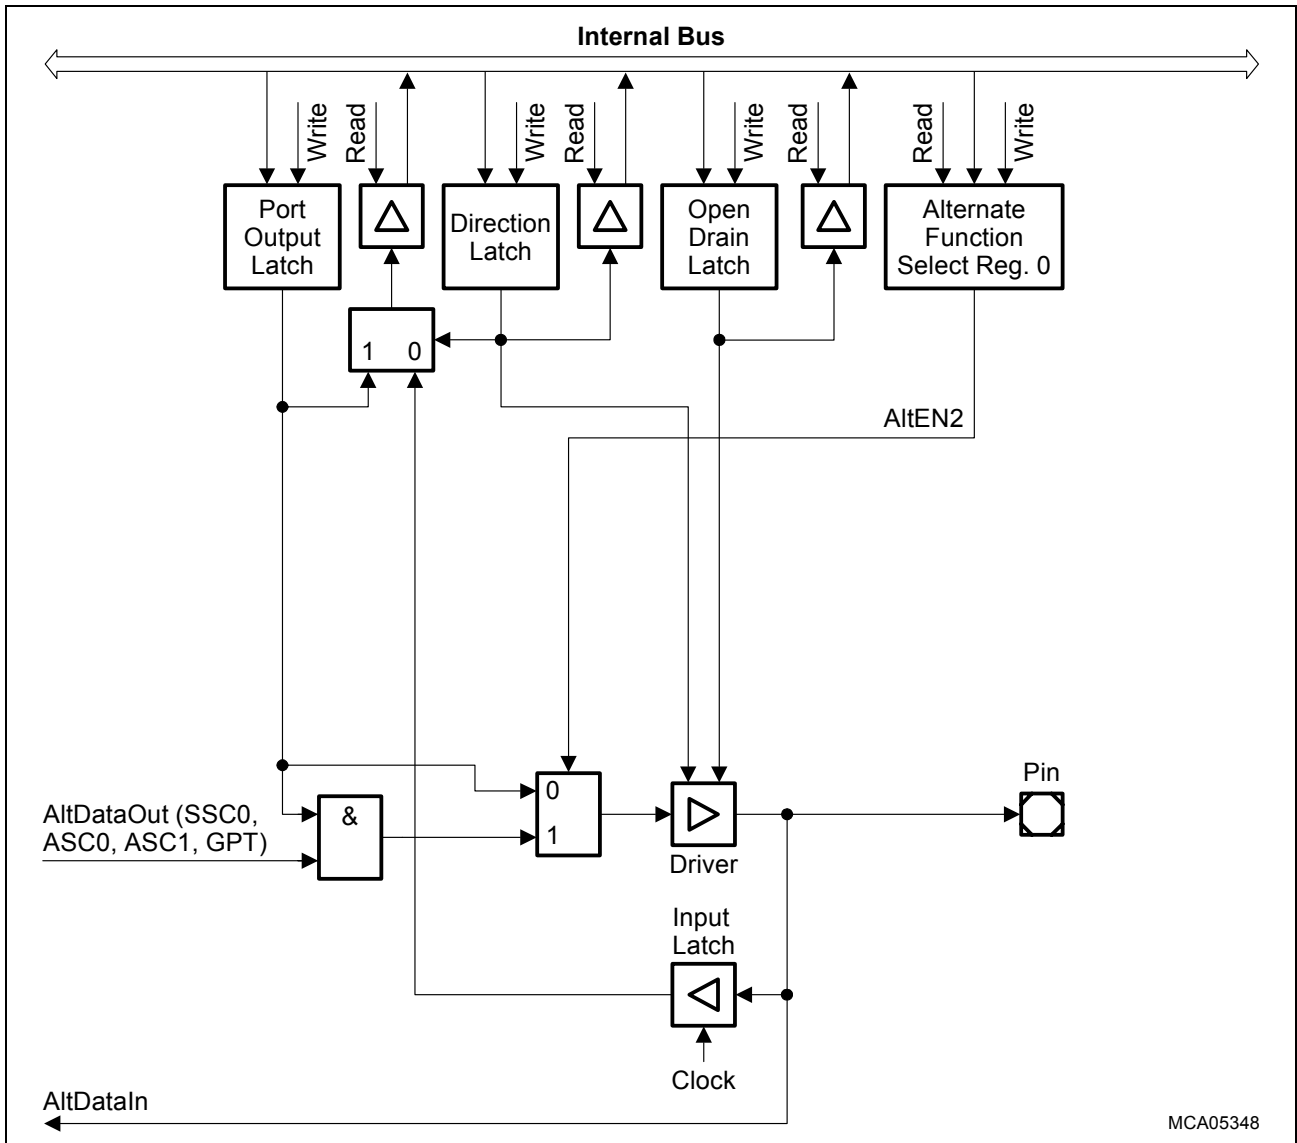 Internal Bus
Write
Read
Write
Read
Write
Read
Read
Write
Port
Output
Latch
Direction
Latch
Open
Drain
Latch
Alternate
Function
Select Reg. 0
1 0
AltEN2
AltDataOut (SSC0,
ASC0, ASC1, GPT)
&
0
1
Driver
Pin
Input
Latch
Clock
AltDataIn
MCA05348